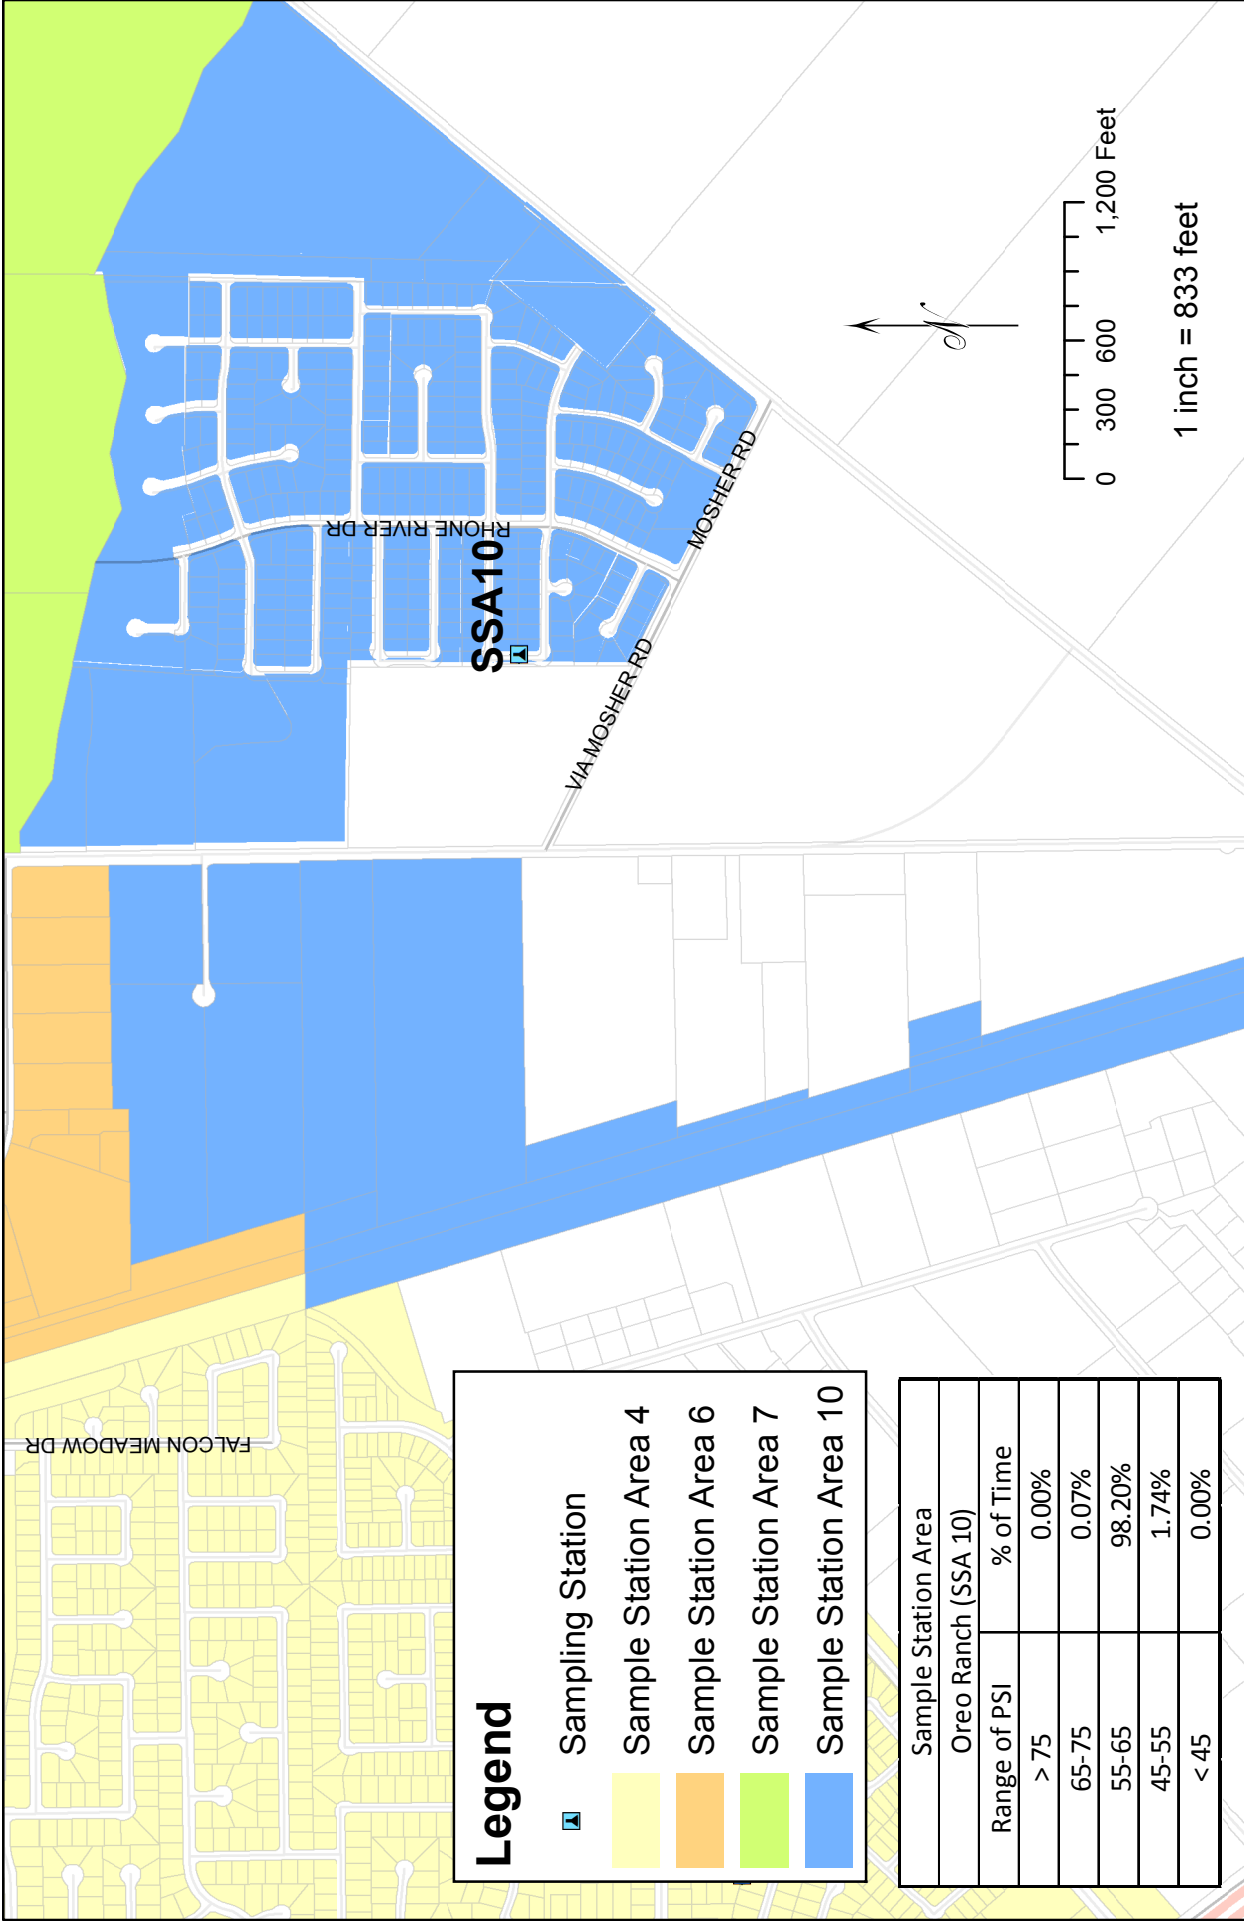 FALCON MEADOW DR
RHONE RIVER DR
SSA10
MOSHER RD
VIA MOSHER RD
Legend
Sampling Station
Sample Station Area 4
Sample Station Area 6
Sample Station Area 7
Sample Station Area 10
Sample Station Area
Oreo Ranch (SSA 10)
Range of PSI % of Time
> 75 0.00%
65-75 0.07%
55-65 98.20%
45-55 1.74%
< 45 0.00%
N
0 300 600 1,200 Feet
1 inch = 833 feet